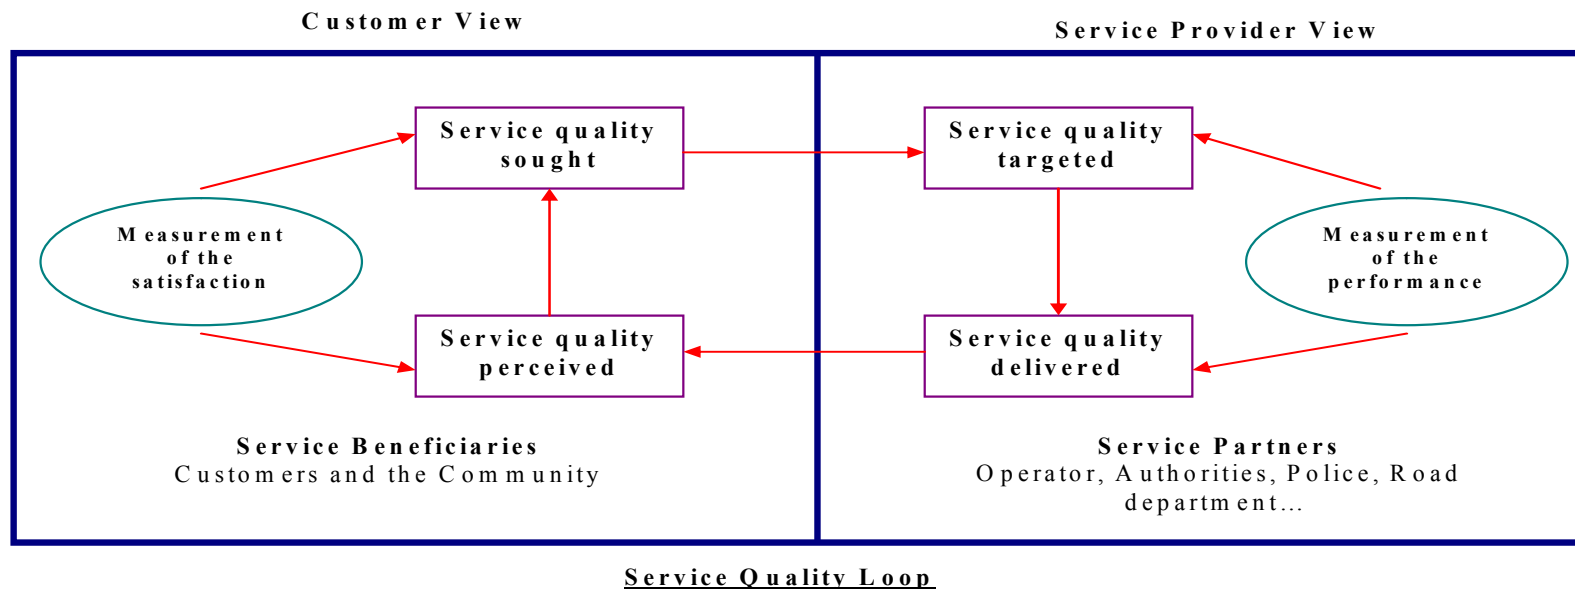 Customer View
Service Provider View
Service quality
sought
Service quality
targeted
Measurement
of the
satisfaction
Measurement
of the
performance
Service quality
perceived
Service quality
delivered
Service Beneficiaries
Customers and the Community
Service Partners
Operator, Authorities, Police, Road
department...
Service Quality Loop